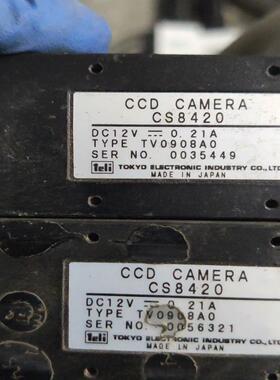 CCD CAMERA
CS8420
DC12V ⎓ 0.21A
TYPE TV0908A0
SER NO. 0035449
Teli TOKYO ELECTRONIC INDUSTRY CO., LTD
MADE IN JAPAN
CCD CAMERA
CS8420
DC12V ⎓ 0.21A
TYPE TV0908A0
SER NO. 0056321
Teli TOKYO ELECTRONIC INDUSTRY CO., LTD
MADE IN JAPAN